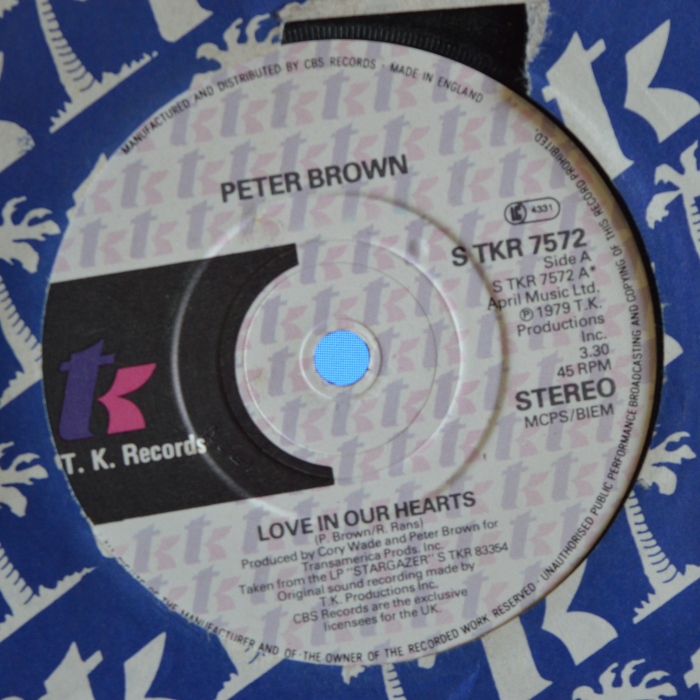 MANUFACTURED AND DISTRIBUTED BY CBS RECORDS · MADE IN ENGLAND
PETER BROWN
4331
S TKR 7572
Side A
S TKR 7572 A*
April Music Ltd.
℗ 1979 T.K.
Productions
Inc.
3.30
45 RPM
STEREO
MCPS/BIEM
tk
T. K. Records
LOVE IN OUR HEARTS
(P. Brown/R. Rans)
Produced by Cory Wade and Peter Brown for
Transamerica Prods. Inc.
Taken from the LP "STARGAZER" S TKR 83354
Original sound recording made by
T.K. Productions Inc.
CBS Records are the exclusive
licensees for the UK.
OF THE MANUFACTURER AND OF THE OWNER OF THE RECORDED WORK RESERVED · UNAUTHORISED PUBLIC PERFORMANCE BROADCASTING AND COPYING OF THIS RECORD PROHIBITED.